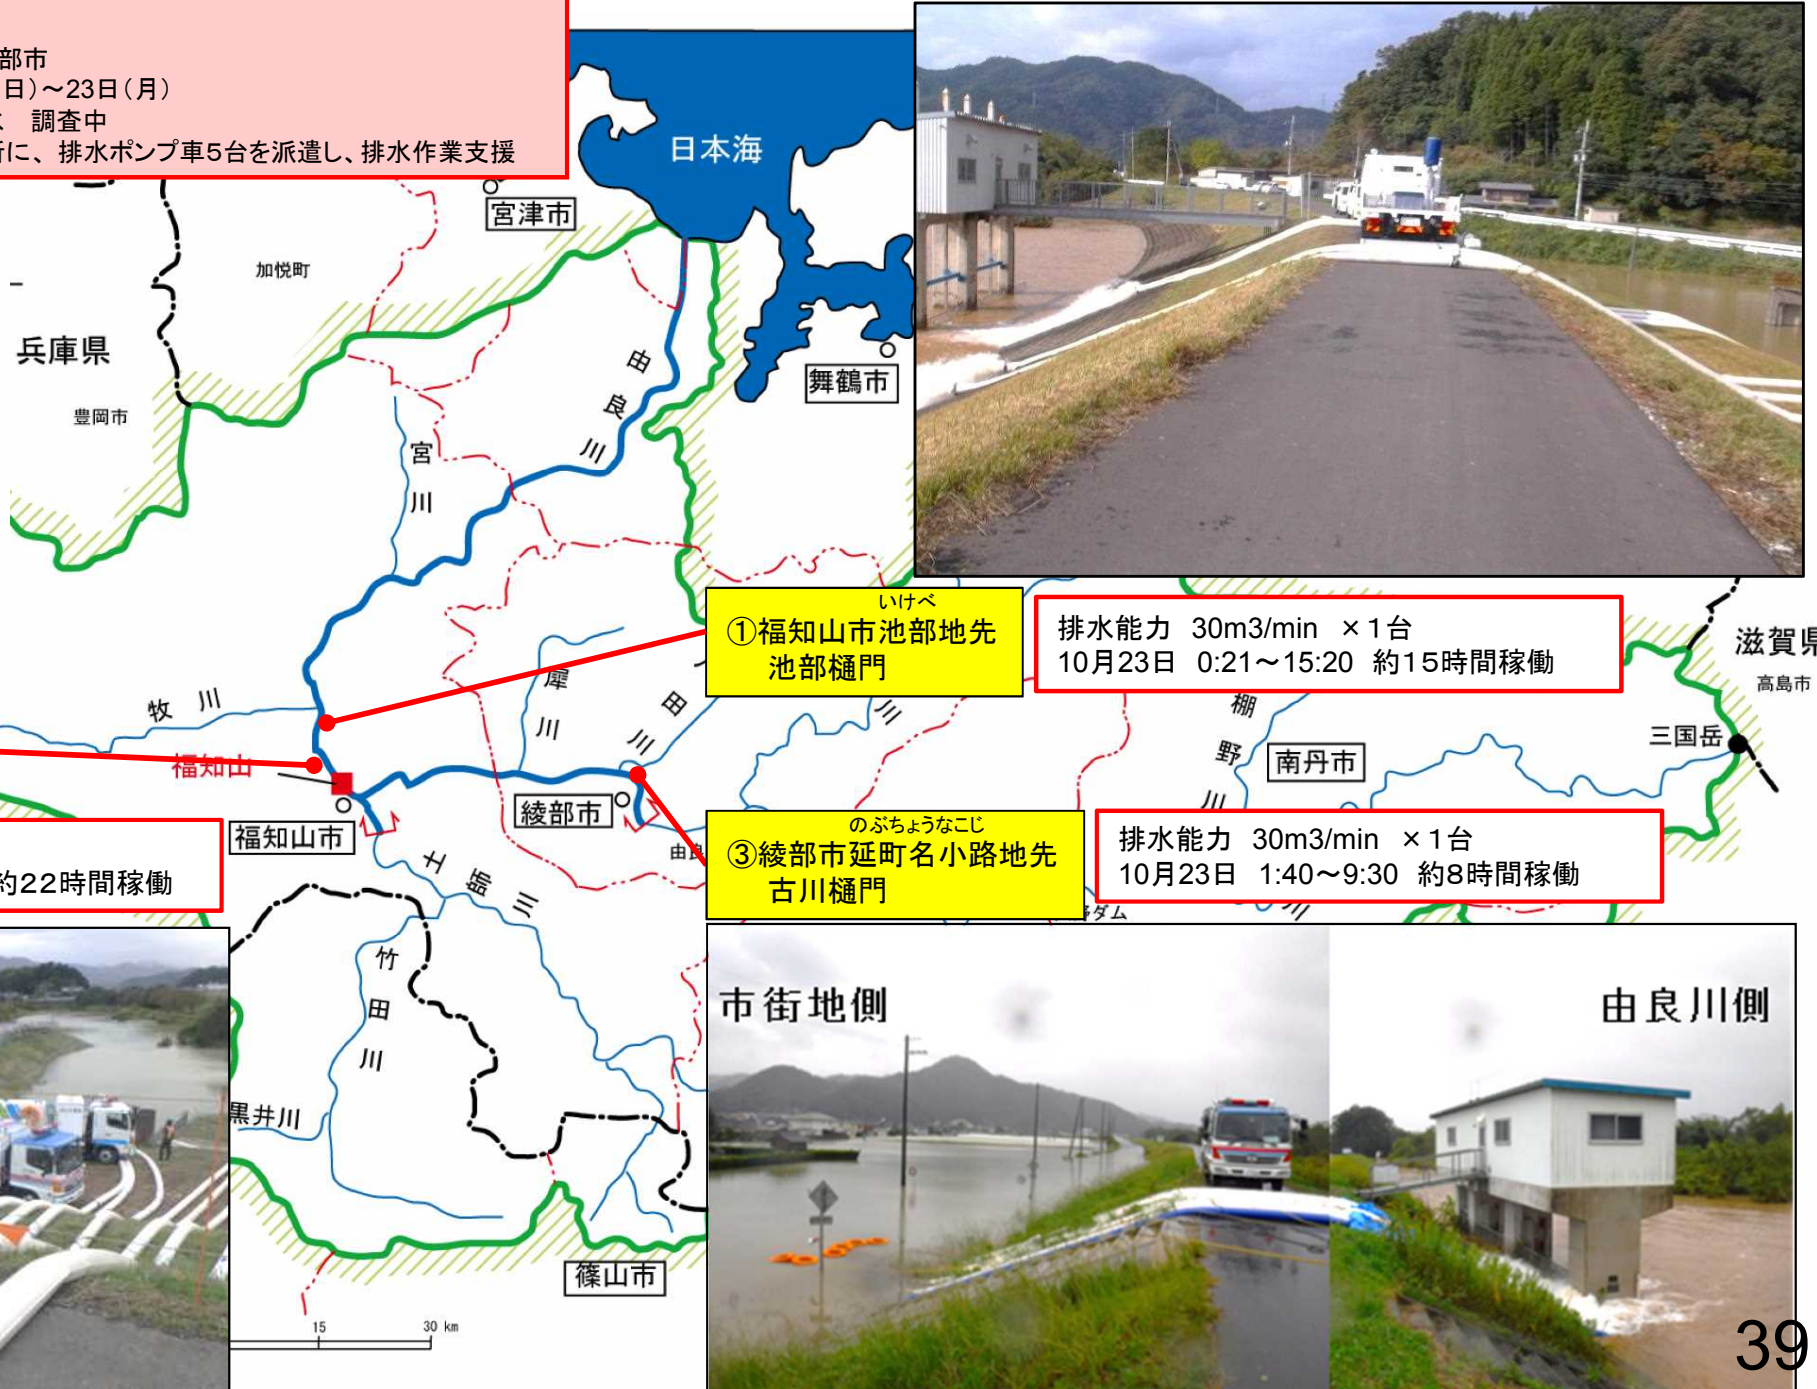 部市
日）～23日（月）
調査中
に、排水ポンプ車5台を派遣し、排水作業支援
日本海
宮津市
加悦町
兵庫県
豊岡市
舞鶴市
由良川
宮川
いけべ
①福知山市池部地先
池部樋門
排水能力 30m3/min ×1台
10月23日 0:21～15:20 約15時間稼働
滋賀県
高島市
三国岳
牧川
犀川
田川
川
棚野川
南丹市
福知山
福知山市
綾部市
由良
のぶちょうなこじ
③綾部市延町名小路地先
古川樋門
排水能力 30m3/min ×1台
10月23日 1:40～9:30 約8時間稼働
約22時間稼働
土師川
ダム
川
竹田川
黒井川
篠山市
15
30 km
市街地側
由良川側
39